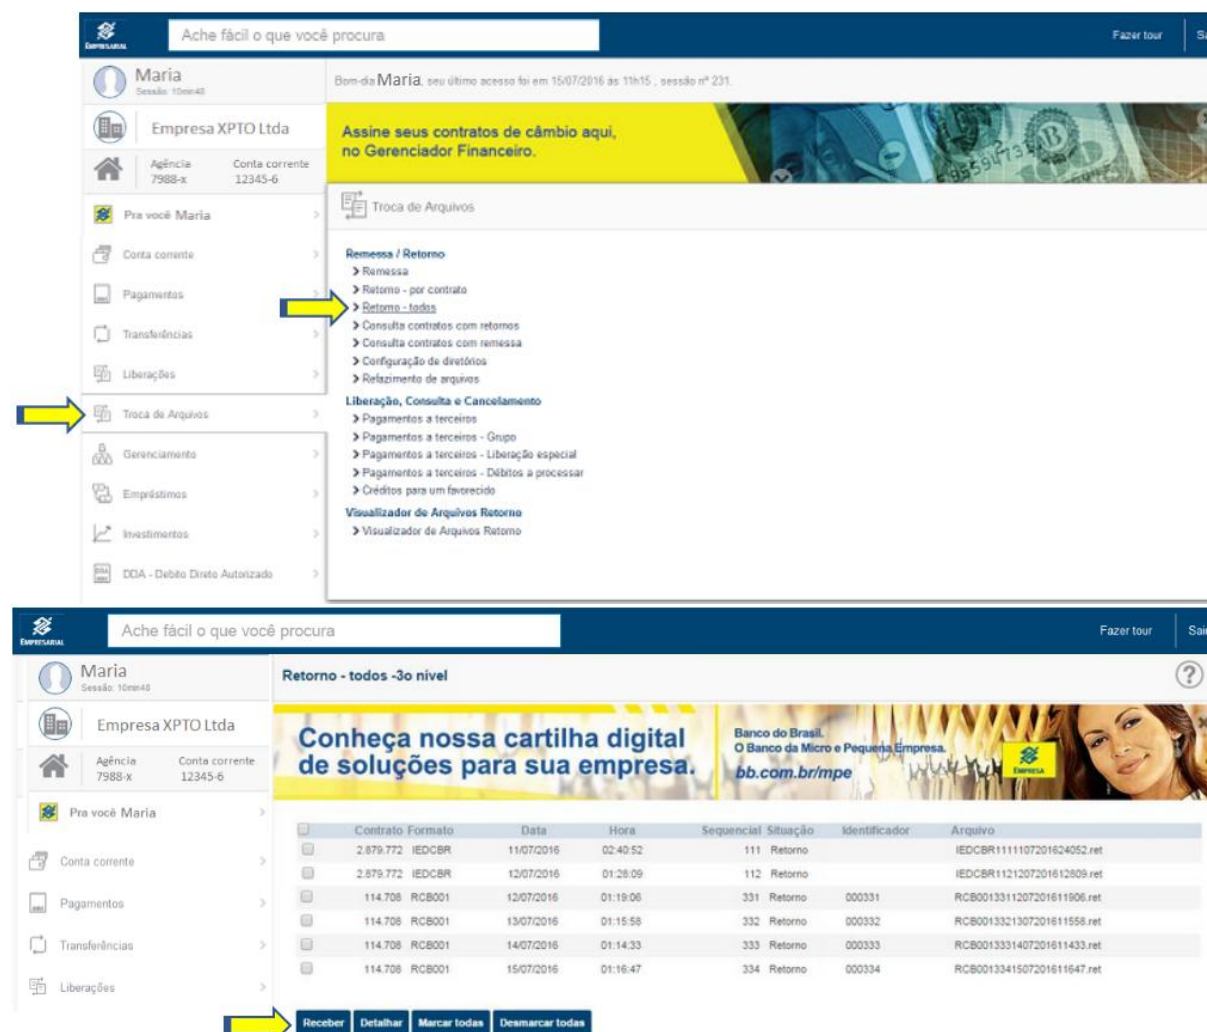 EMPRESARIAL
Ache fácil o que você procura
Fazer tour
Sa
Maria
Sessão: 10min48
Bom-dia Maria, seu último acesso foi em 15/07/2016 às 11h15 , sessão nº 231.
Empresa XPTO Ltda
Assine seus contratos de câmbio aqui,
no Gerenciador Financeiro.
Agência Conta corrente
7988-x 12345-6
Troca de Arquivos
Pra você Maria
Conta corrente
Pagamentos
Transferências
Liberações
Troca de Arquivos
Gerenciamento
Empréstimos
Investimentos
DDA - Debito Direto Autorizado
Remessa / Retorno
Remessa
Retorno - por contrato
Retorno - todos
Consulta contratos com retornos
Consulta contratos com remessa
Configuração de diretórios
Refazimento de arquivos
Liberação, Consulta e Cancelamento
Pagamentos a terceiros
Pagamentos a terceiros - Grupo
Pagamentos a terceiros - Liberação especial
Pagamentos a terceiros - Débitos a processar
Créditos para um favorecido
Visualizador de Arquivos Retorno
Visualizador de Arquivos Retorno
EMPRESARIAL
Ache fácil o que você procura
Fazer tour
Sair
Maria
Sessão: 10min48
Retorno - todos -3o nível
?
Empresa XPTO Ltda
Conheça nossa cartilha digital
de soluções para sua empresa.
Banco do Brasil.
O Banco da Micro e Pequena Empresa.
bb.com.br/mpe
EMPRESA
Agência Conta corrente
7988-x 12345-6
Pra você Maria
Conta corrente
Pagamentos
Transferências
Liberações
Contrato Formato Data Hora Sequencial Situação Identificador Arquivo
2.879.772 IEDCBR 11/07/2016 02:40:52 111 Retorno IEDCBR1111107201624052.ret
2.879.772 IEDCBR 12/07/2016 01:28:09 112 Retorno IEDCBR1121207201612809.ret
114.708 RCB001 12/07/2016 01:19:06 331 Retorno 000331 RCB0013311207201611906.ret
114.708 RCB001 13/07/2016 01:15:58 332 Retorno 000332 RCB0013321307201611558.ret
114.708 RCB001 14/07/2016 01:14:33 333 Retorno 000333 RCB0013331407201611433.ret
114.708 RCB001 15/07/2016 01:16:47 334 Retorno 000334 RCB0013341507201611647.ret
Receber Detalhar Marcar todas Desmarcar todas